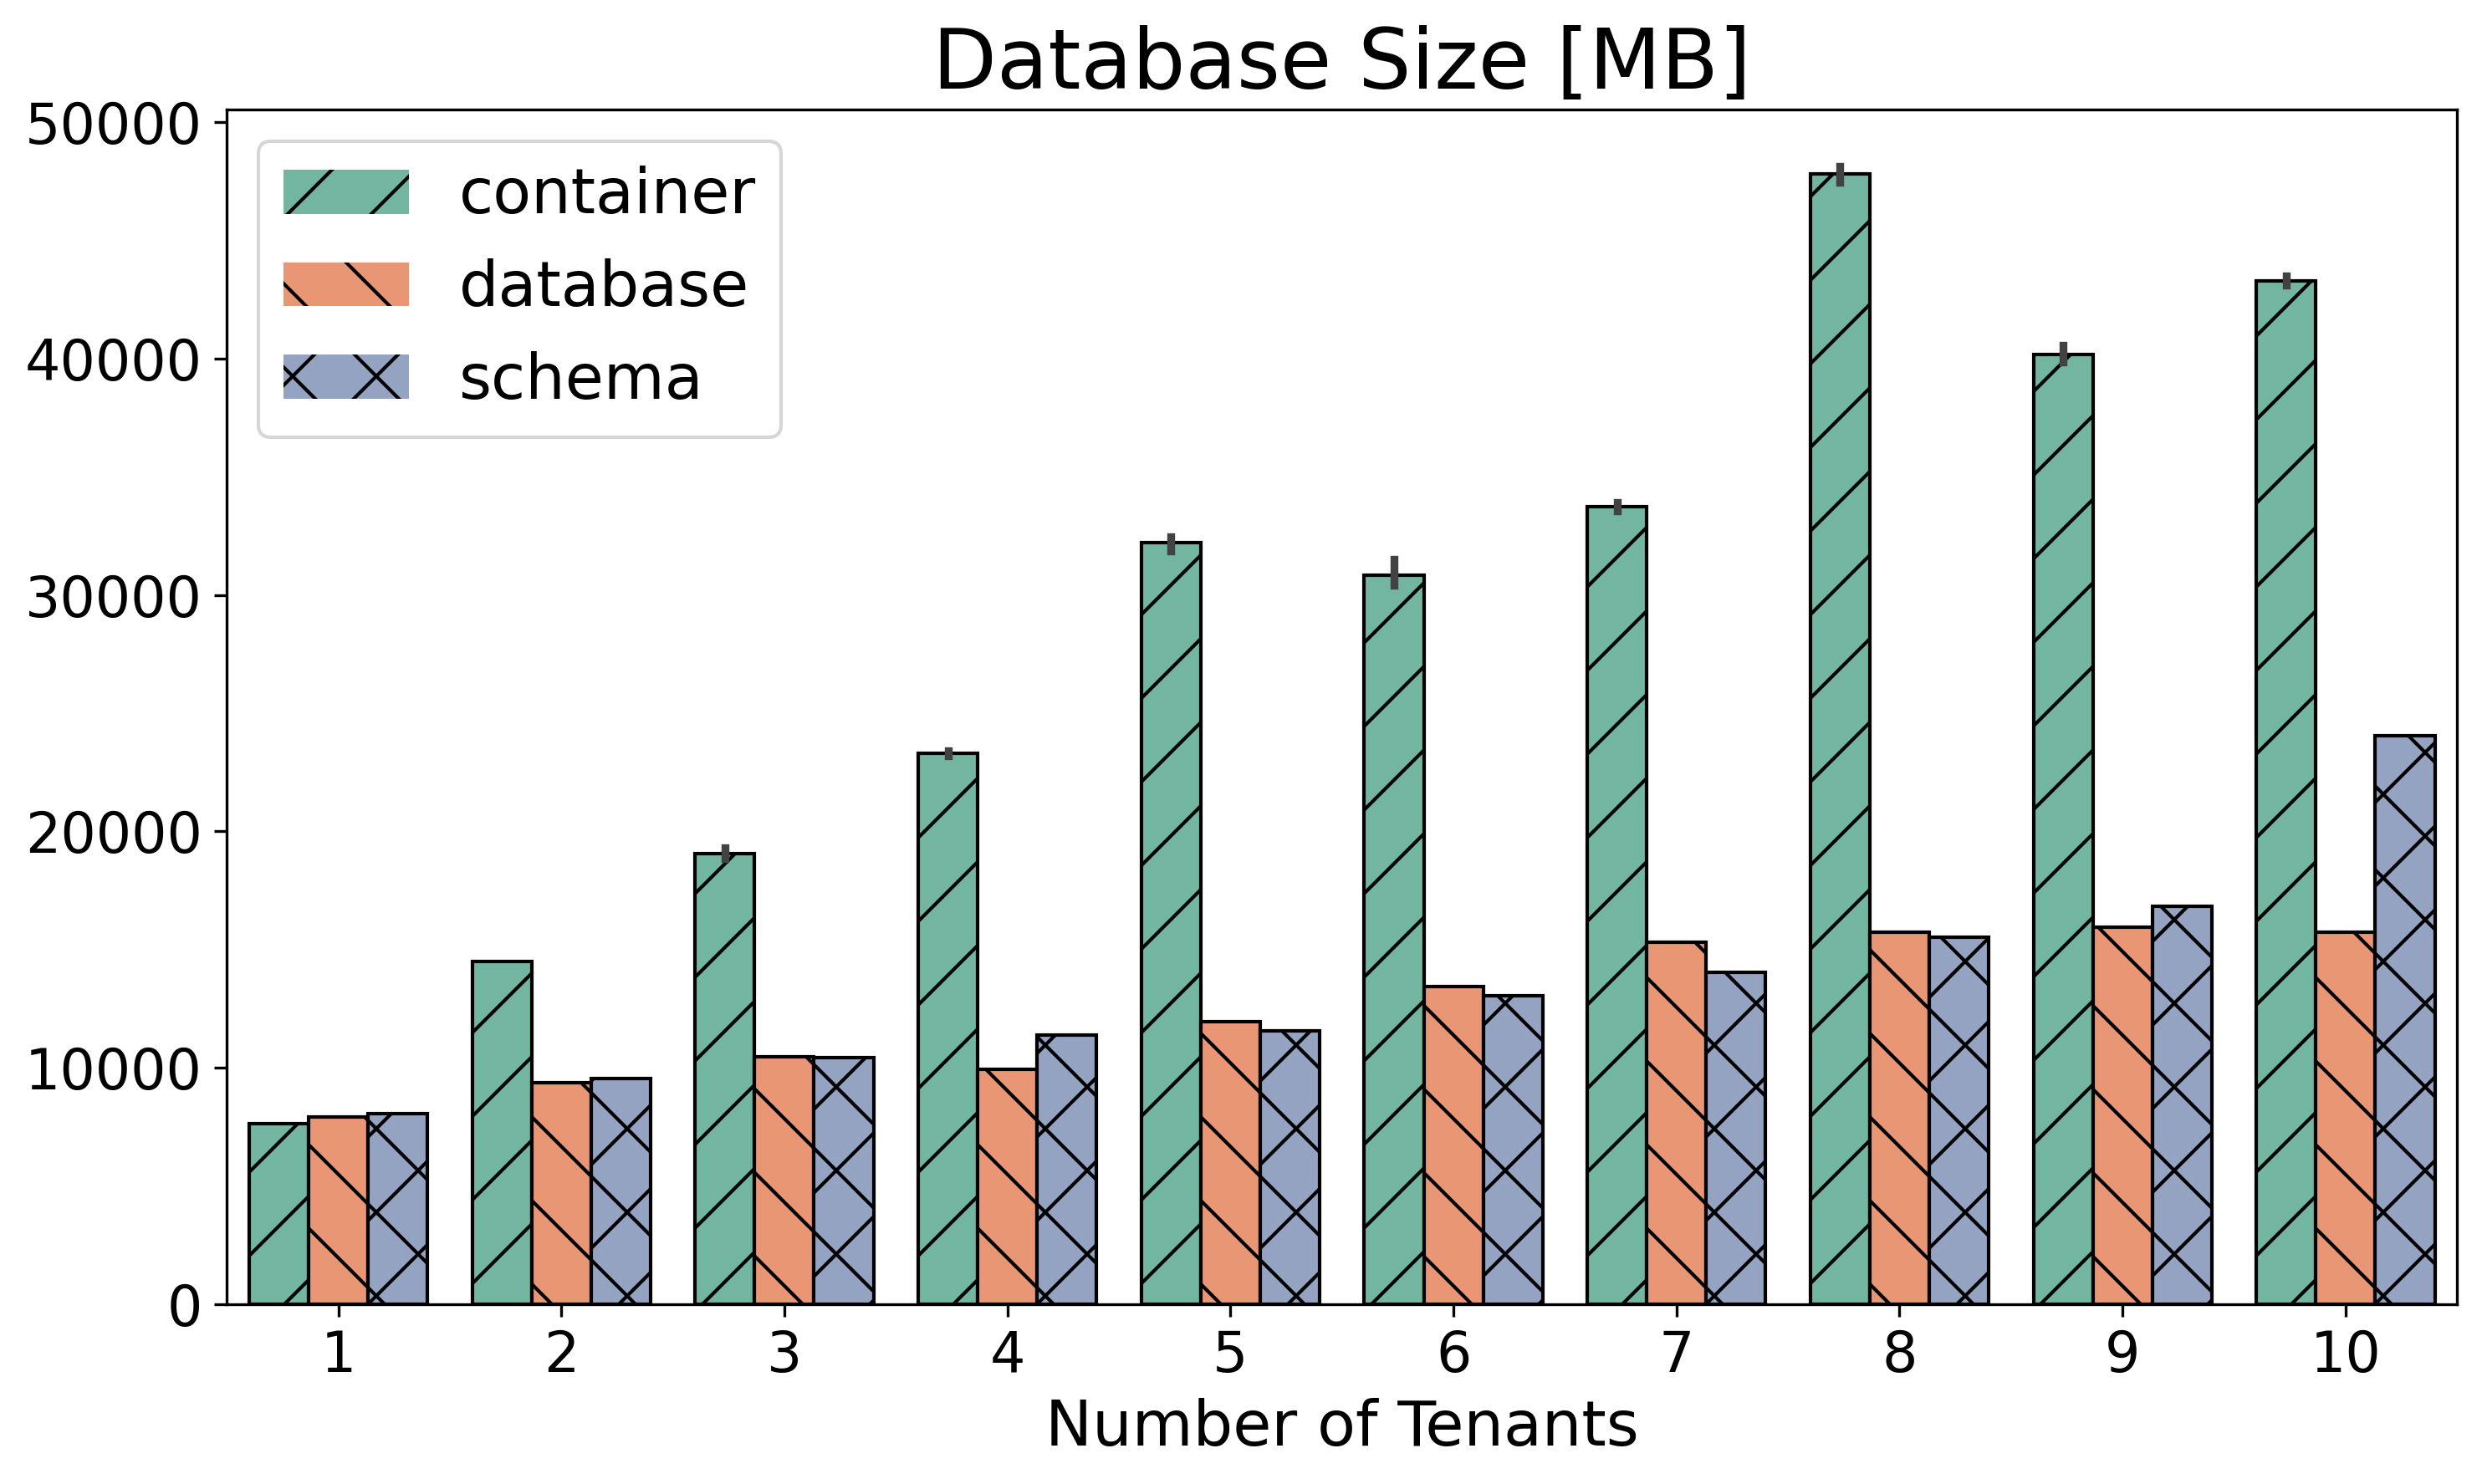 Database Size [MB]
50000
40000
30000
20000
10000
0
container
database
schema
1 2 3 4 5 6 7 8 9 10
Number of Tenants